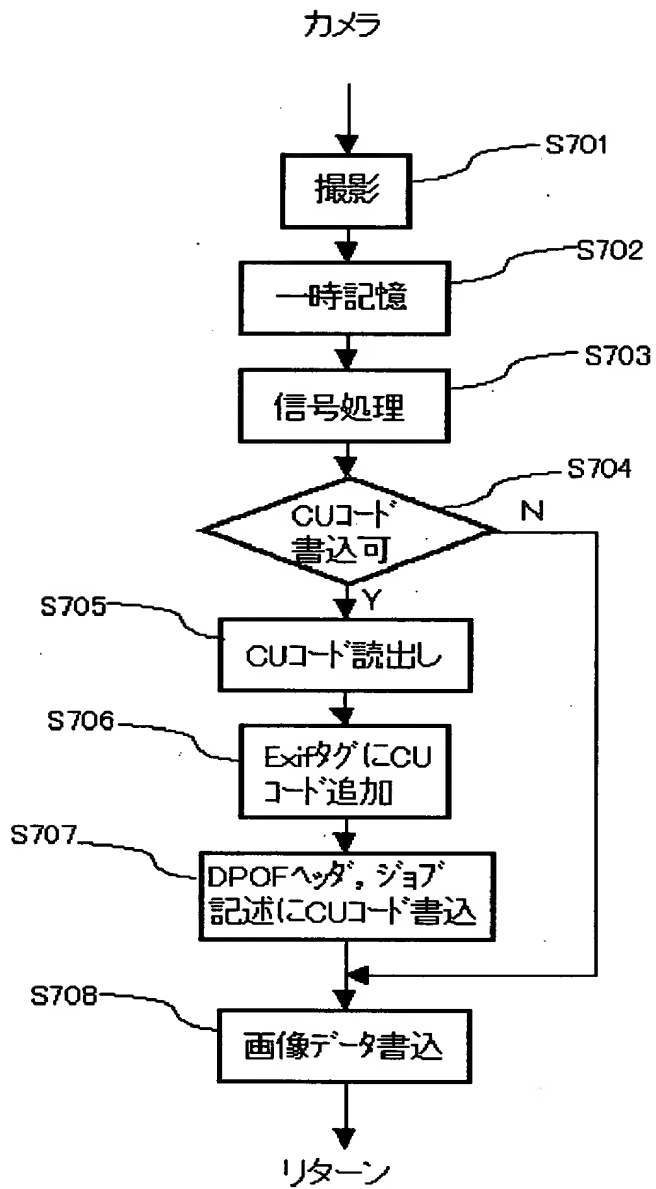 カメラ
S701
撮影
S702
一時記憶
S703
信号処理
S704
CUコード
書込可
N
Y
S705
CUコード読出し
S706
ExifタグにCU
コード追加
S707
DPOFヘッダ，ジョブ
記述にCUコード書込
S708
画像データ書込
リターン